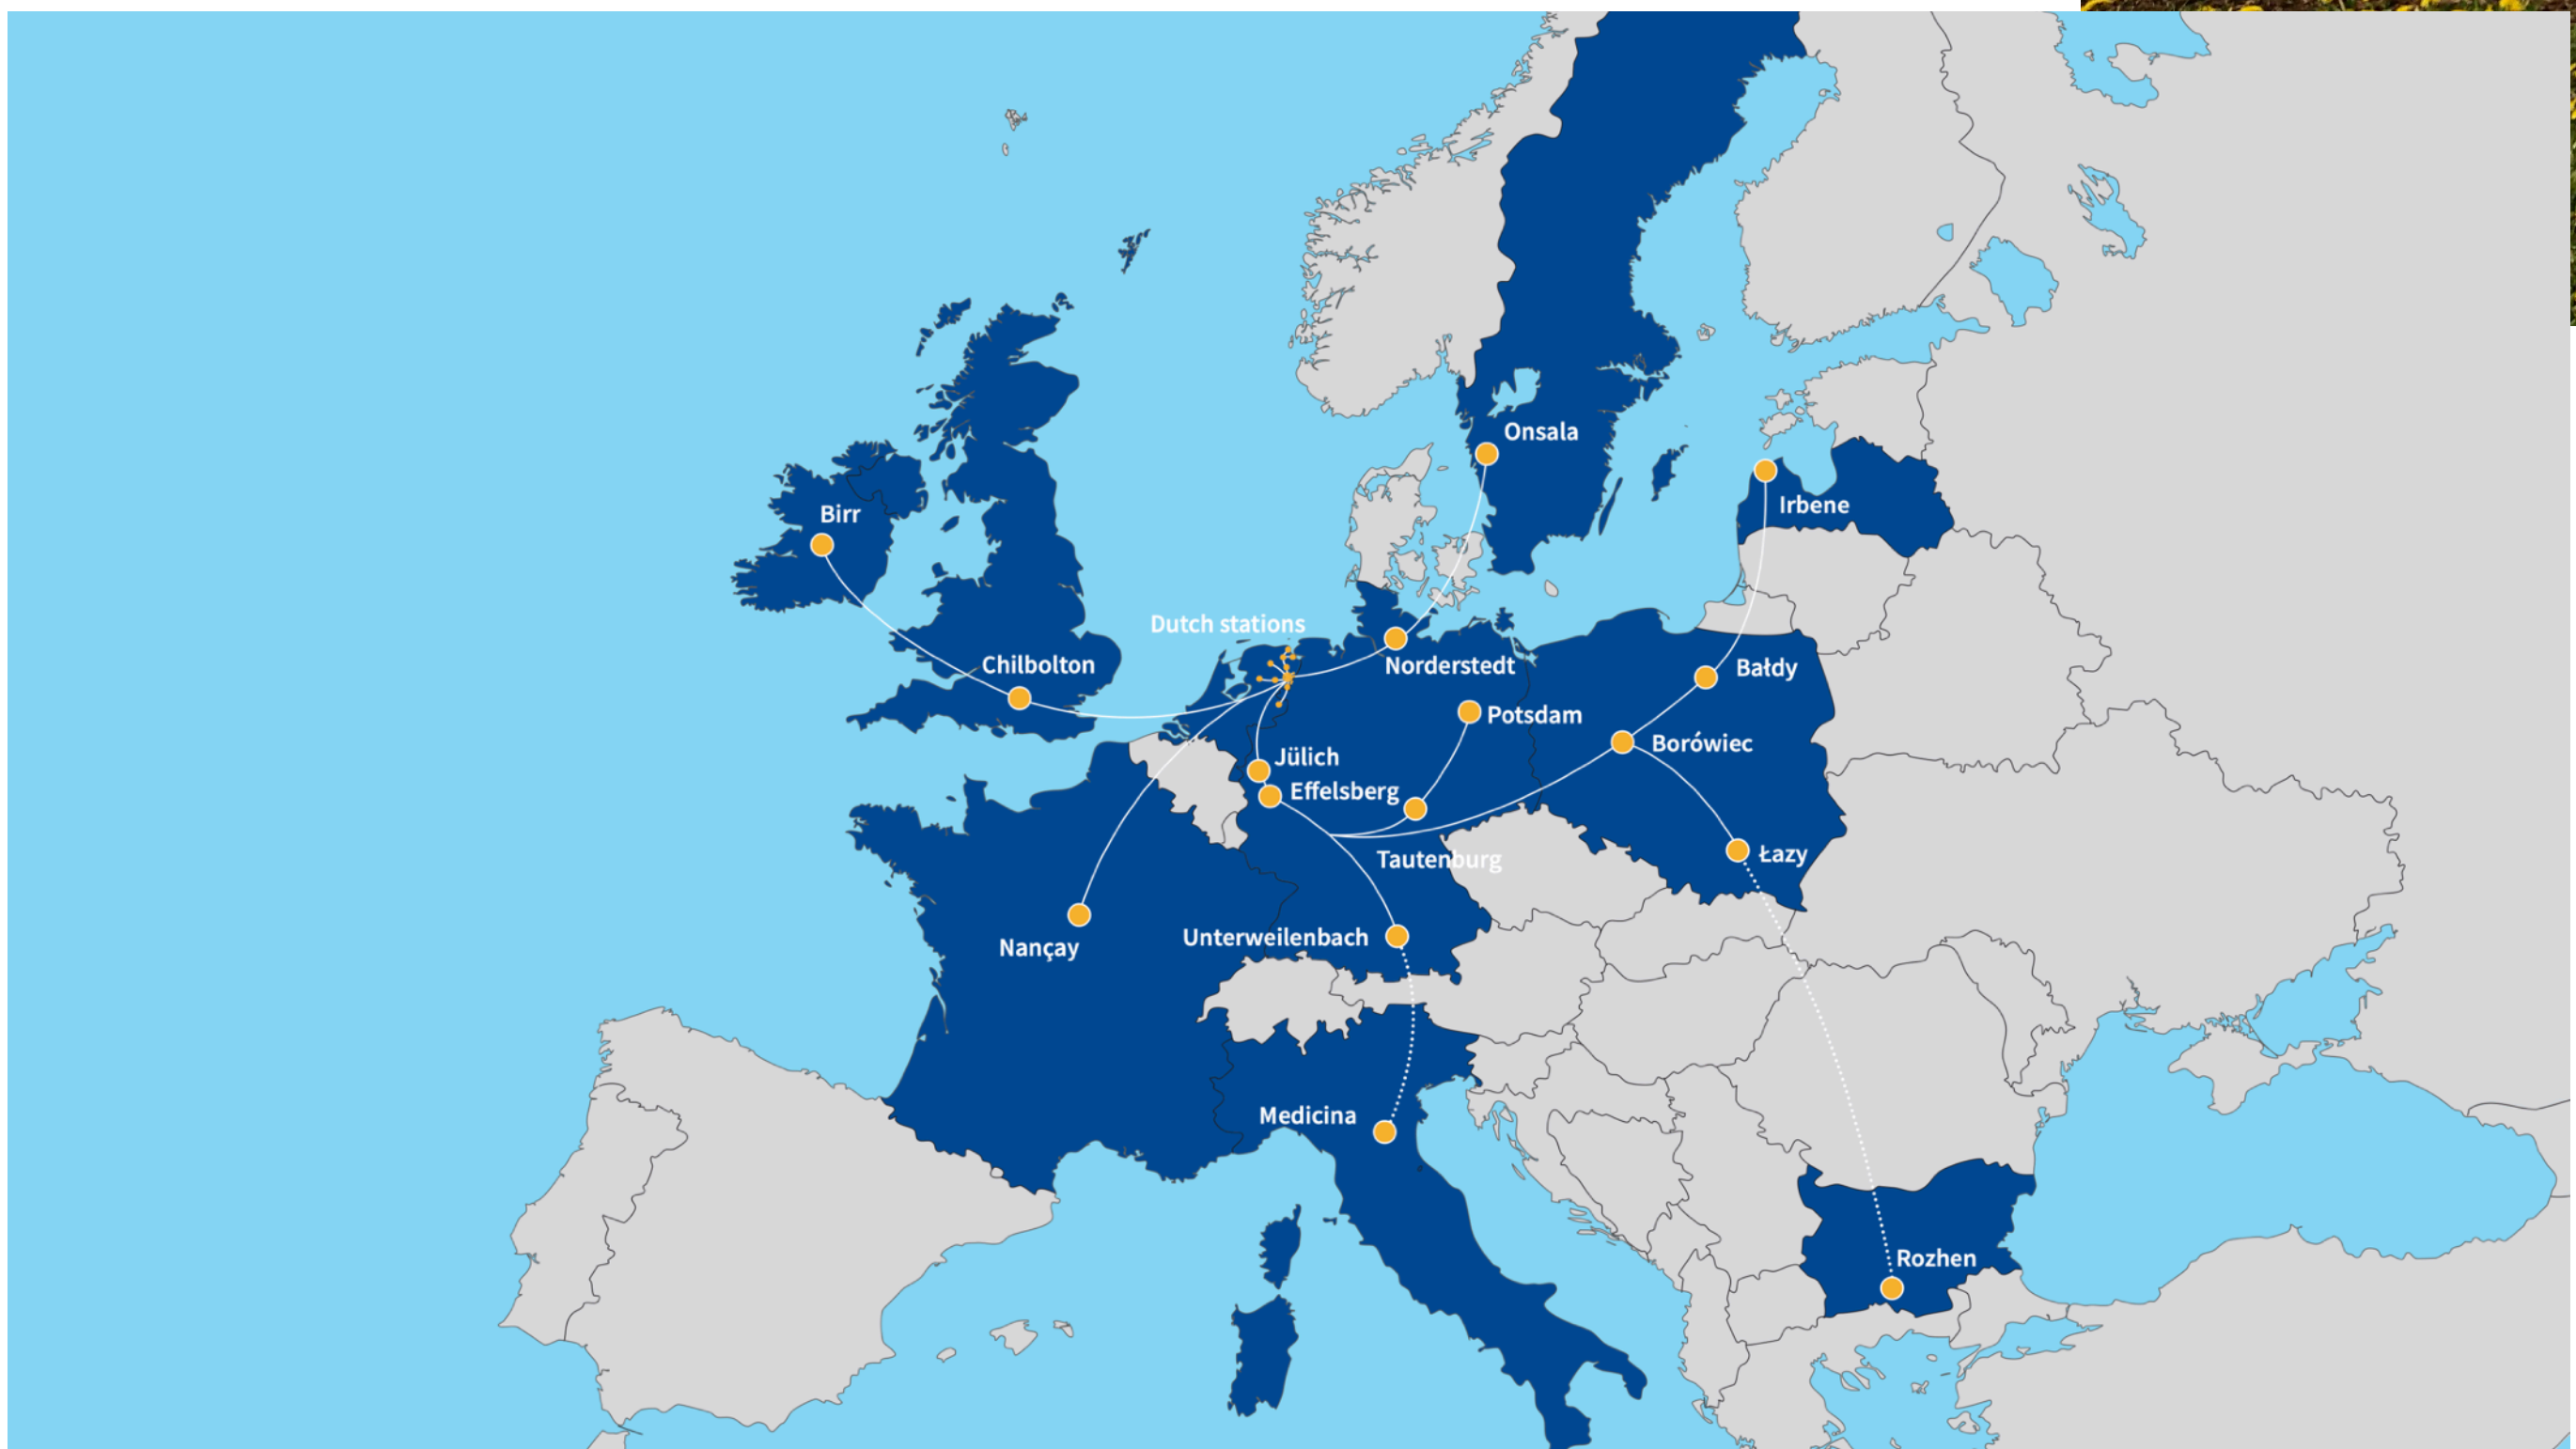 Onsala
Irbene
Birr
Dutch stations
Chilbolton
Norderstedt
Bałdy
Potsdam
Borówiec
Jülich
Effelsberg
Tautenburg
Łazy
Unterweilenbach
Nançay
Medicina
Rozhen